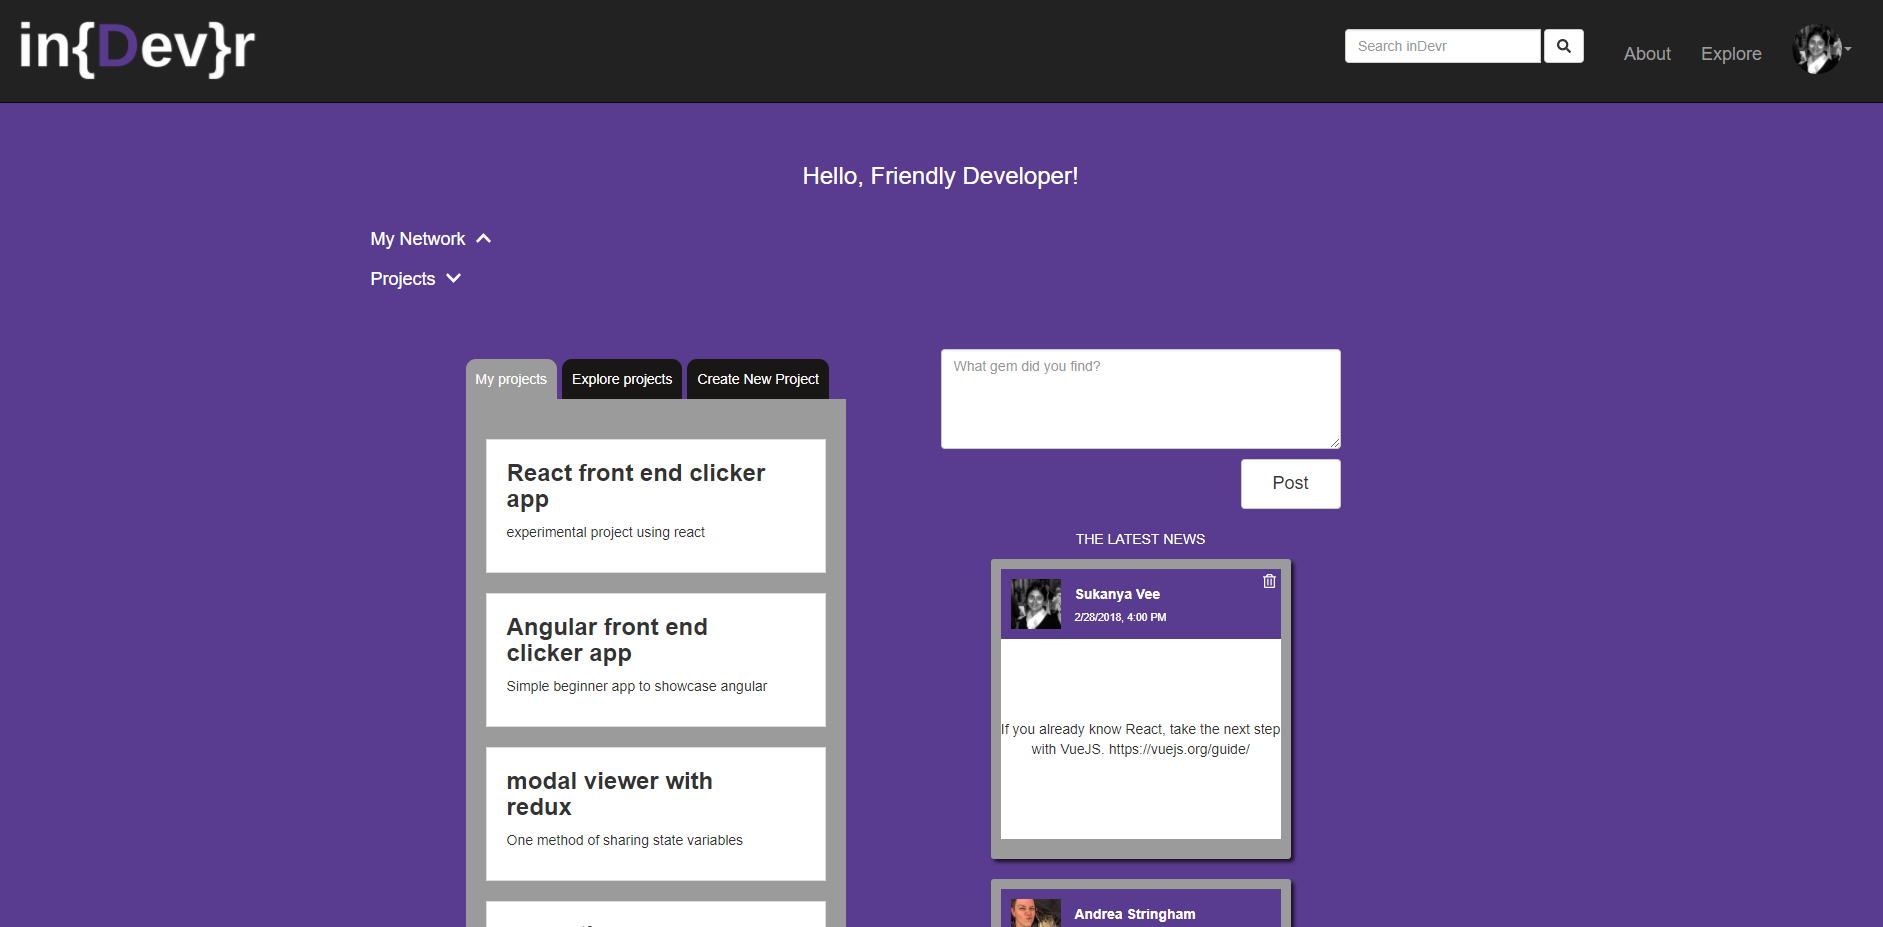 in{Dev}r
Search inDevr
About
Explore
Hello, Friendly Developer!
My Network
Projects
My projects
Explore projects
Create New Project
React front end clicker
app
experimental project using react
Angular front end
clicker app
Simple beginner app to showcase angular
modal viewer with
redux
One method of sharing state variables
What gem did you find?
Post
THE LATEST NEWS
Sukanya Vee
2/28/2018, 4:00 PM
If you already know React, take the next step
with VueJS. https://vuejs.org/guide/
Andrea Stringham